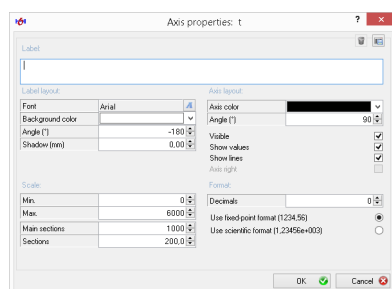 Axis properties: t
?
Label:
Label layout:
Axis layout:
Font Arial A
Axis color
Background color
Angle (°) 90
Angle (°) -180
Visible
Shadow (mm) 0,00
Show values
Show lines
Axis right
Scale:
Format:
Min. 0
Decimals 0
Max. 6000
Use fixed-point format (1234,56)
Main sections 1000
Use scientific format (1,23456e+003)
Sections 200,0
OK Cancel